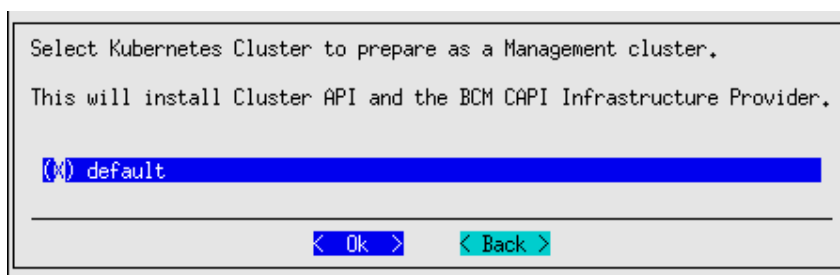 Select Kubernetes Cluster to prepare as a Management cluster.
This will install Cluster API and the BCM CAPI Infrastructure Provider.
(X) default
< Ok > < Back >